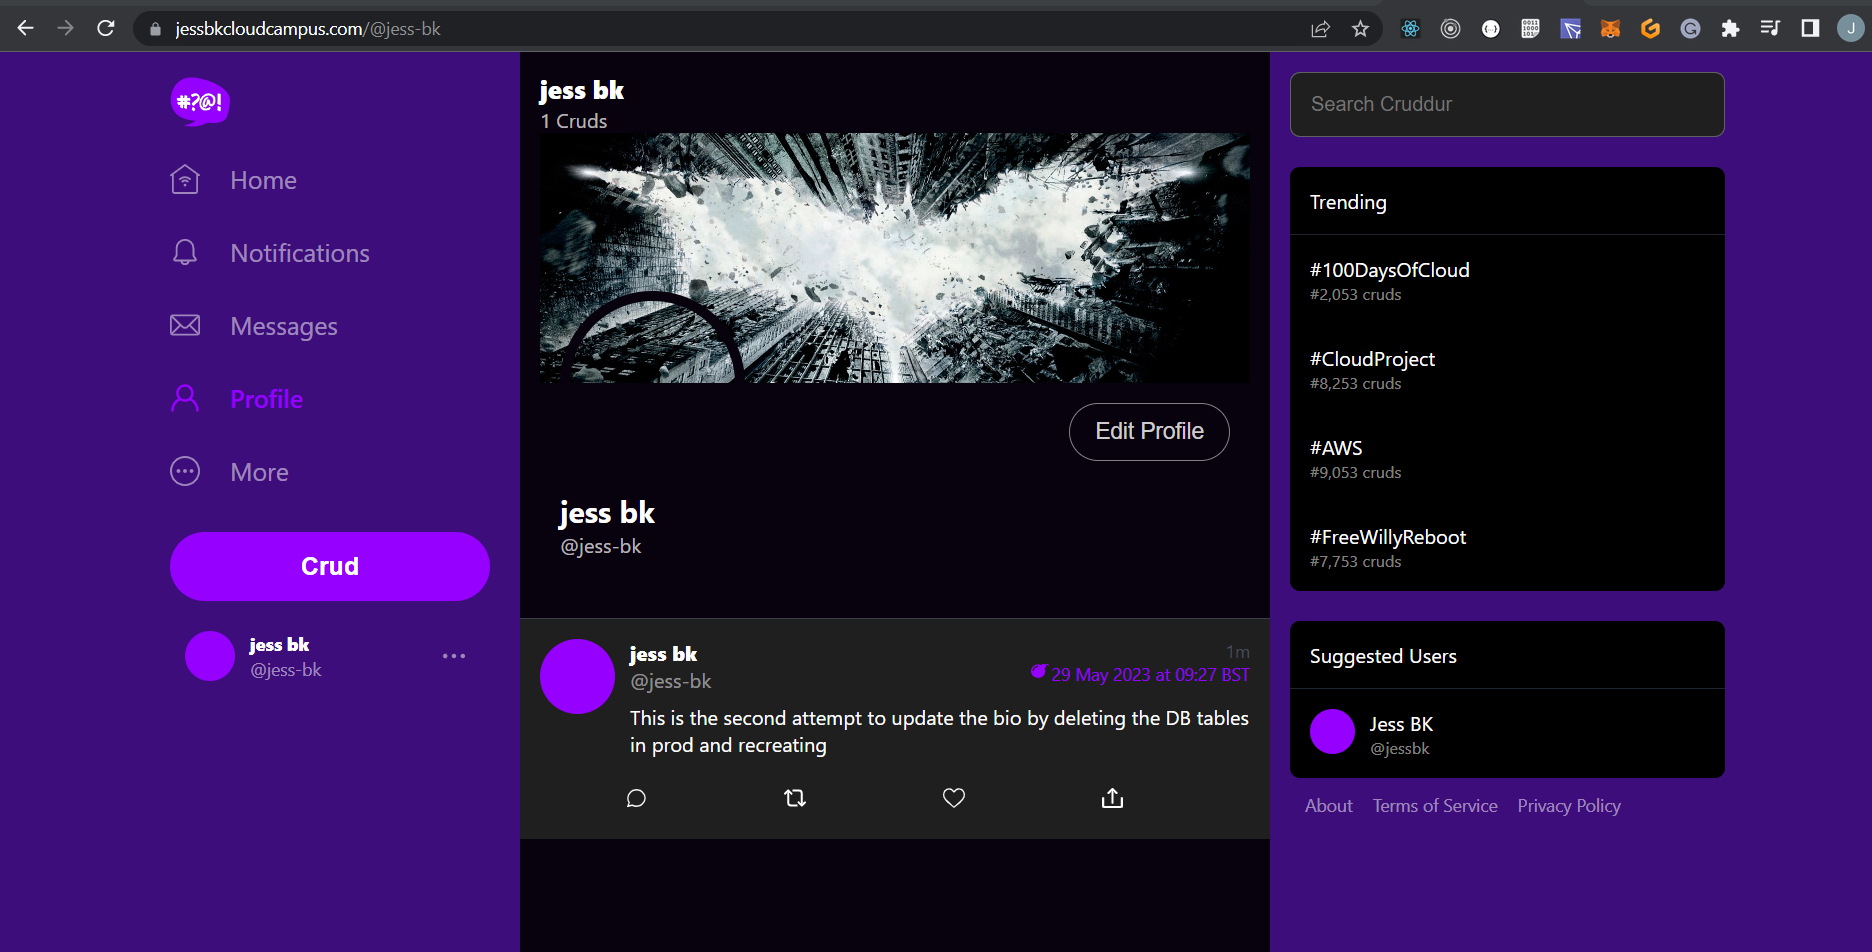 jessbkcloudcampus.com/@jess-bk
J
#?@!
Home
Notifications
Messages
Profile
More
Crud
jess bk
@jess-bk
jess bk
1 Cruds
Edit Profile
jess bk
@jess-bk
jess bk
@jess-bk
1m
29 May 2023 at 09:27 BST
This is the second attempt to update the bio by deleting the DB tables
in prod and recreating
Search Cruddur
Trending
#100DaysOfCloud
#2,053 cruds
#CloudProject
#8,253 cruds
#AWS
#9,053 cruds
#FreeWillyReboot
#7,753 cruds
Suggested Users
Jess BK
@jessbk
About Terms of Service Privacy Policy